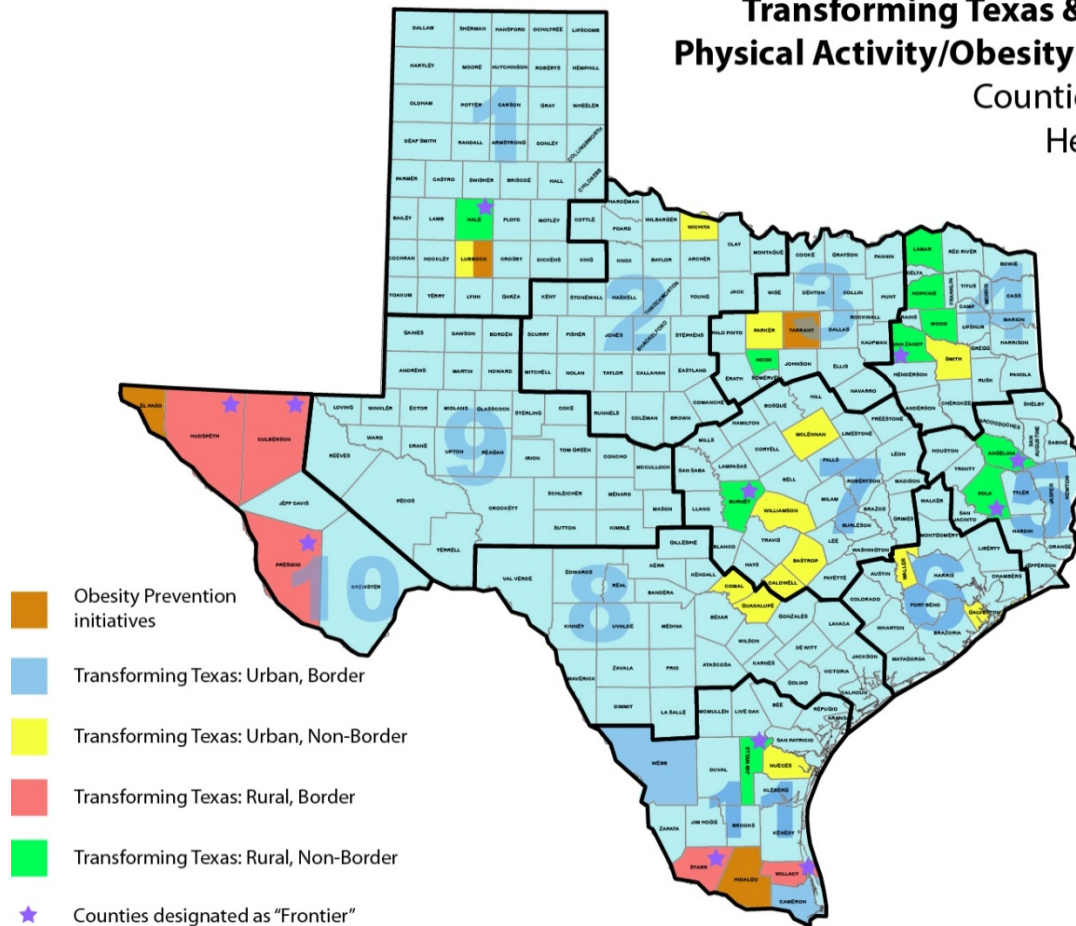 Transforming Texas &
Physical Activity/Obesity
Countie
He
DALLAM SHERMAN HANSFORD OCHILTREE LIPSCOMB
HARTLEY MOORE HUTCHINSON ROBERTS HEMPHILL
OLDHAM POTTER CARSON GRAY WHEELER
1
DEAF SMITH RANDALL ARMSTRONG DONLEY COLLINGSWORTH
PARMER CASTRO SWISHER BRISCOE HALL CHILDRESS
BAILEY LAMB HALE FLOYD MOTLEY COTTLE HARDEMAN
FOARD WILBARGER WICHITA CLAY MONTAGUE COOKE GRAYSON FANNIN LAMAR RED RIVER BOWIE
COCHRAN HOCKLEY LUBBOCK CROSBY DICKENS KING KNOX BAYLOR ARCHER
YOAKUM TERRY LYNN GARZA KENT STONEWALL HASKELL THROCKMORTON YOUNG JACK WISE DENTON COLLIN HUNT
2
3
4
DELTA HOPKINS FRANKLIN TITUS MORRIS CASS CAMP MARION
GAINES DAWSON BORDEN SCURRY FISHER JONES SHACKELFORD STEPHENS PALO PINTO PARKER TARRANT DALLAS ROCKWALL KAUFMAN RAINS WOOD UPSHUR HARRISON
VAN ZANDT SMITH GREGG
ANDREWS MARTIN HOWARD MITCHELL NOLAN TAYLOR CALLAHAN EASTLAND ERATH HOOD SOMERVELL JOHNSON ELLIS HENDERSON RUSK PANOLA
EL PASO HUDSPETH CULBERSON LOVING WINKLER ECTOR MIDLAND GLASSCOCK STERLING COKE RUNNELS COLEMAN BROWN COMANCHE HAMILTON BOSQUE HILL NAVARRO FREESTONE ANDERSON CHEROKEE NACOGDOCHES SHELBY
REEVES WARD CRANE UPTON REAGAN IRION TOM GREEN CONCHO MCCULLOCH
9
MILLS CORYELL MCLENNAN LIMESTONE LEON HOUSTON ANGELINA SAN AUGUSTINE SABINE
SAN SABA LAMPASAS BELL FALLS ROBERTSON MADISON TRINITY POLK TYLER JASPER NEWTON
7
5
JEFF DAVIS PECOS CROCKETT SCHLEICHER MENARD MASON LLANO BURNET WILLIAMSON MILAM BRAZOS GRIMES WALKER SAN JACINTO HARDIN
SUTTON KIMBLE GILLESPIE BLANCO TRAVIS LEE BURLESON WASHINGTON MONTGOMERY LIBERTY ORANGE
PRESIDIO BREWSTER TERRELL
10
VAL VERDE EDWARDS KERR KENDALL HAYS BASTROP CALDWELL FAYETTE AUSTIN WALLER HARRIS CHAMBERS JEFFERSON
REAL BANDERA COMAL GUADALUPE COLORADO FORT BEND GALVESTON
8
6
KINNEY UVALDE MEDINA BEXAR GONZALES LAVACA WHARTON BRAZORIA
MAVERICK ZAVALA FRIO ATASCOSA WILSON KARNES DE WITT JACKSON MATAGORDA
DIMMIT LA SALLE MCMULLEN LIVE OAK BEE GOLIAD VICTORIA CALHOUN REFUGIO ARANSAS
WEBB DUVAL JIM WELLS SAN PATRICIO NUECES KLEBERG
11
ZAPATA JIM HOGG BROOKS KENEDY
STARR HIDALGO WILLACY
CAMERON
Obesity Prevention
initiatives
Transforming Texas: Urban, Border
Transforming Texas: Urban, Non-Border
Transforming Texas: Rural, Border
Transforming Texas: Rural, Non-Border
Counties designated as “Frontier”